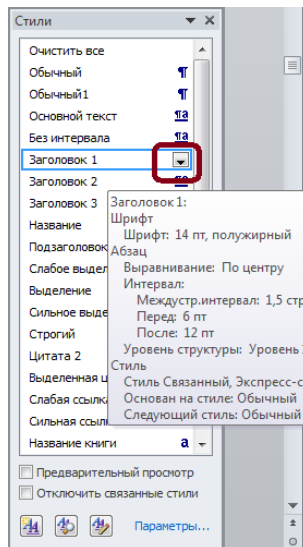 Стили
Очистить все
Обычный
Обычный1
Основной текст
Без интервала
Заголовок 1
Заголовок 2
Заголовок 3
Название
Подзаголовок
Слабое выдел
Выделение
Сильное выде
Строгий
Цитата 2
Выделенная ц
Слабая ссылк
Сильная ссыл
Название книги
Заголовок 1:
Шрифт
Шрифт: 14 пт, полужирный
Абзац
Выравнивание: По центру
Интервал:
Междустр.интервал: 1,5 стр
Перед: 6 пт
После: 12 пт
Уровень структуры: Уровень
Стиль
Стиль Связанный, Экспресс-с
Основан на стиле: Обычный
Следующий стиль: Обычный
Предварительный просмотр
Отключить связанные стили
Параметры...